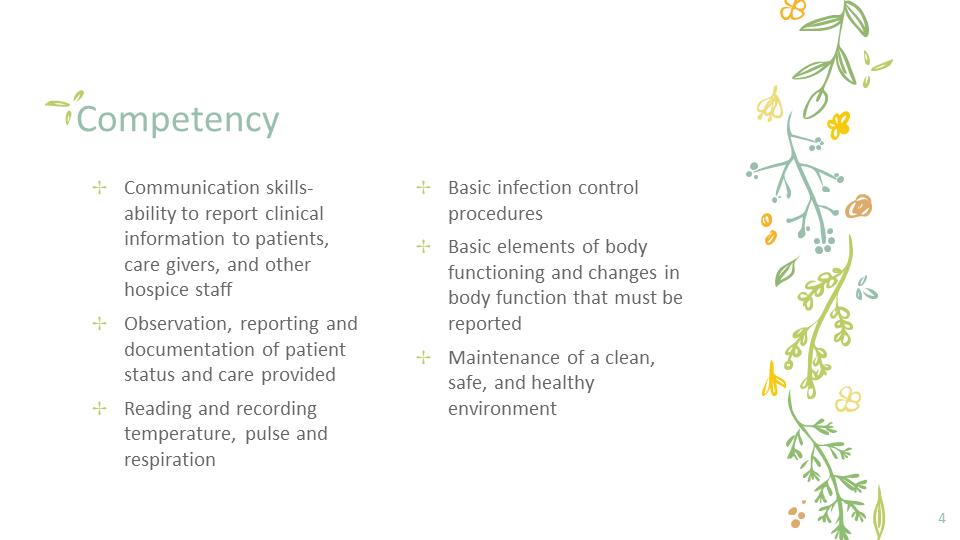 Competency
Communication skills-
ability to report clinical
information to patients,
care givers, and other
hospice staff
Observation, reporting and
documentation of patient
status and care provided
Reading and recording
temperature, pulse and
respiration
Basic infection control
procedures
Basic elements of body
functioning and changes in
body function that must be
reported
Maintenance of a clean,
safe, and healthy
environment
4